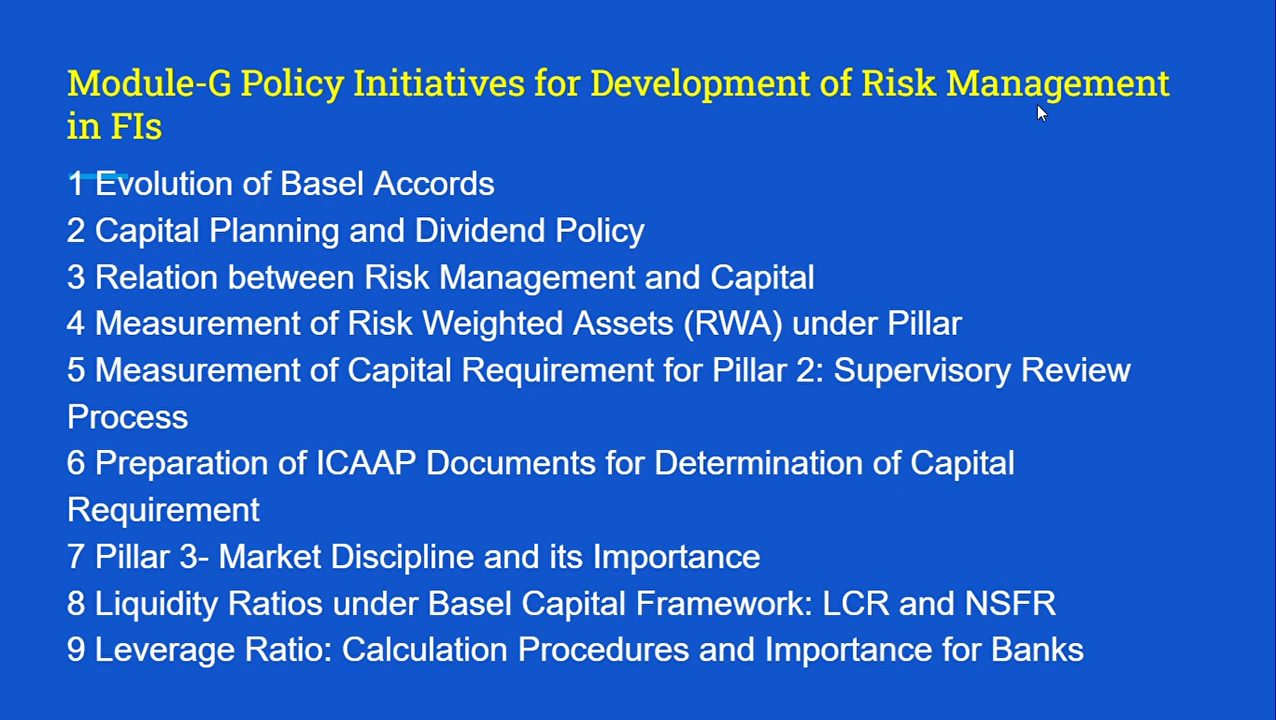 Module-G Policy Initiatives for Development of Risk Management
in FIs
1 Evolution of Basel Accords
2 Capital Planning and Dividend Policy
3 Relation between Risk Management and Capital
4 Measurement of Risk Weighted Assets (RWA) under Pillar
5 Measurement of Capital Requirement for Pillar 2: Supervisory Review
Process
6 Preparation of ICAAP Documents for Determination of Capital
Requirement
7 Pillar 3- Market Discipline and its Importance
8 Liquidity Ratios under Basel Capital Framework: LCR and NSFR
9 Leverage Ratio: Calculation Procedures and Importance for Banks